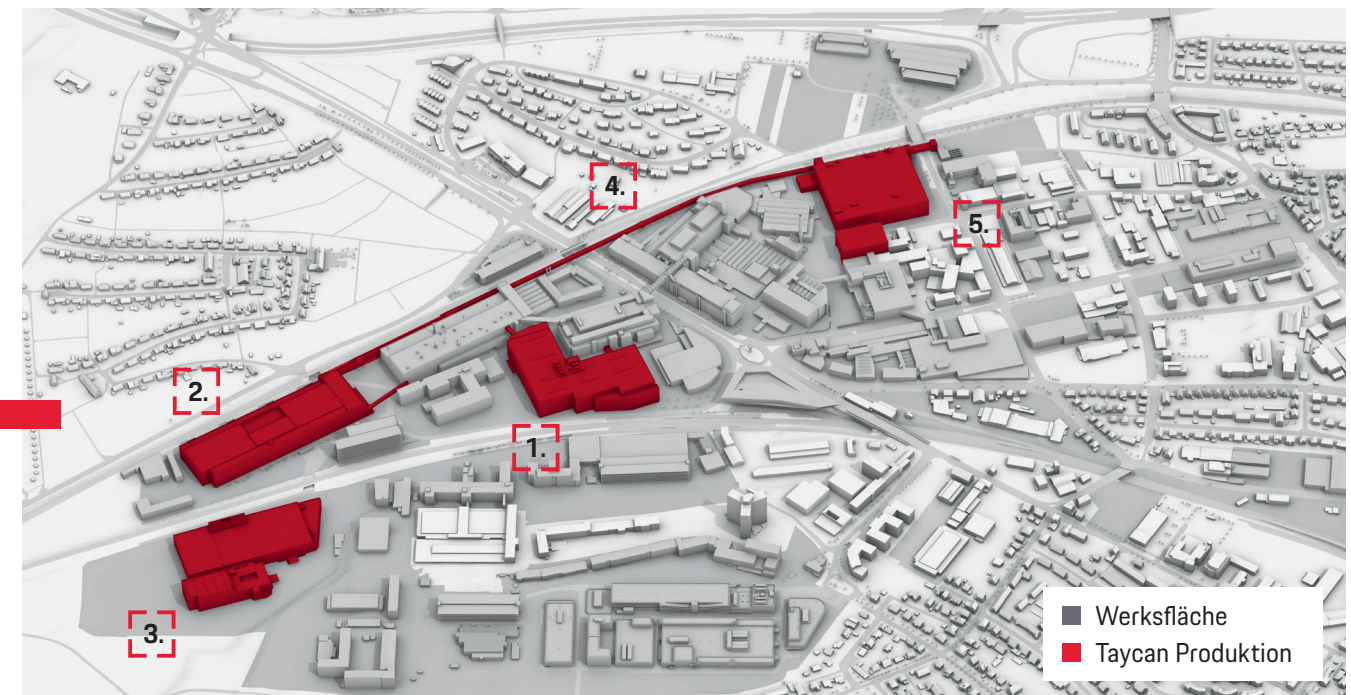 4.
5.
2.
1.
3.
Werksfläche
Taycan Produktion